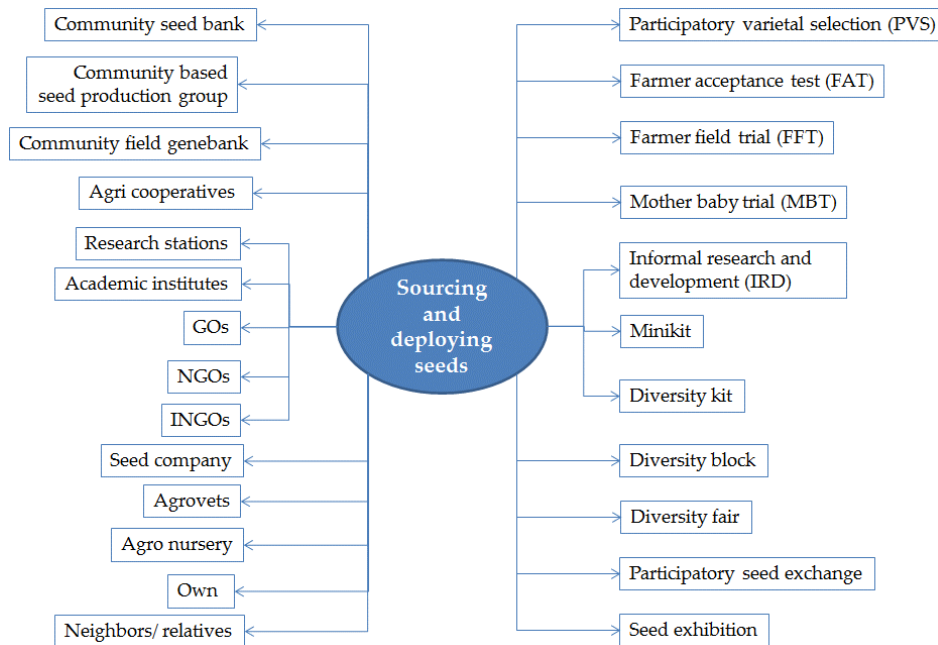 Community seed bank
Community based
seed production group
Community field genebank
Agri cooperatives
Research stations
Academic institutes
GOs
NGOs
INGOs
Seed company
Agrovets
Agro nursery
Own
Neighbors/ relatives
Sourcing
and
deploying
seeds
Participatory varietal selection (PVS)
Farmer acceptance test (FAT)
Farmer field trial (FFT)
Mother baby trial (MBT)
Informal research and
development (IRD)
Minikit
Diversity kit
Diversity block
Diversity fair
Participatory seed exchange
Seed exhibition